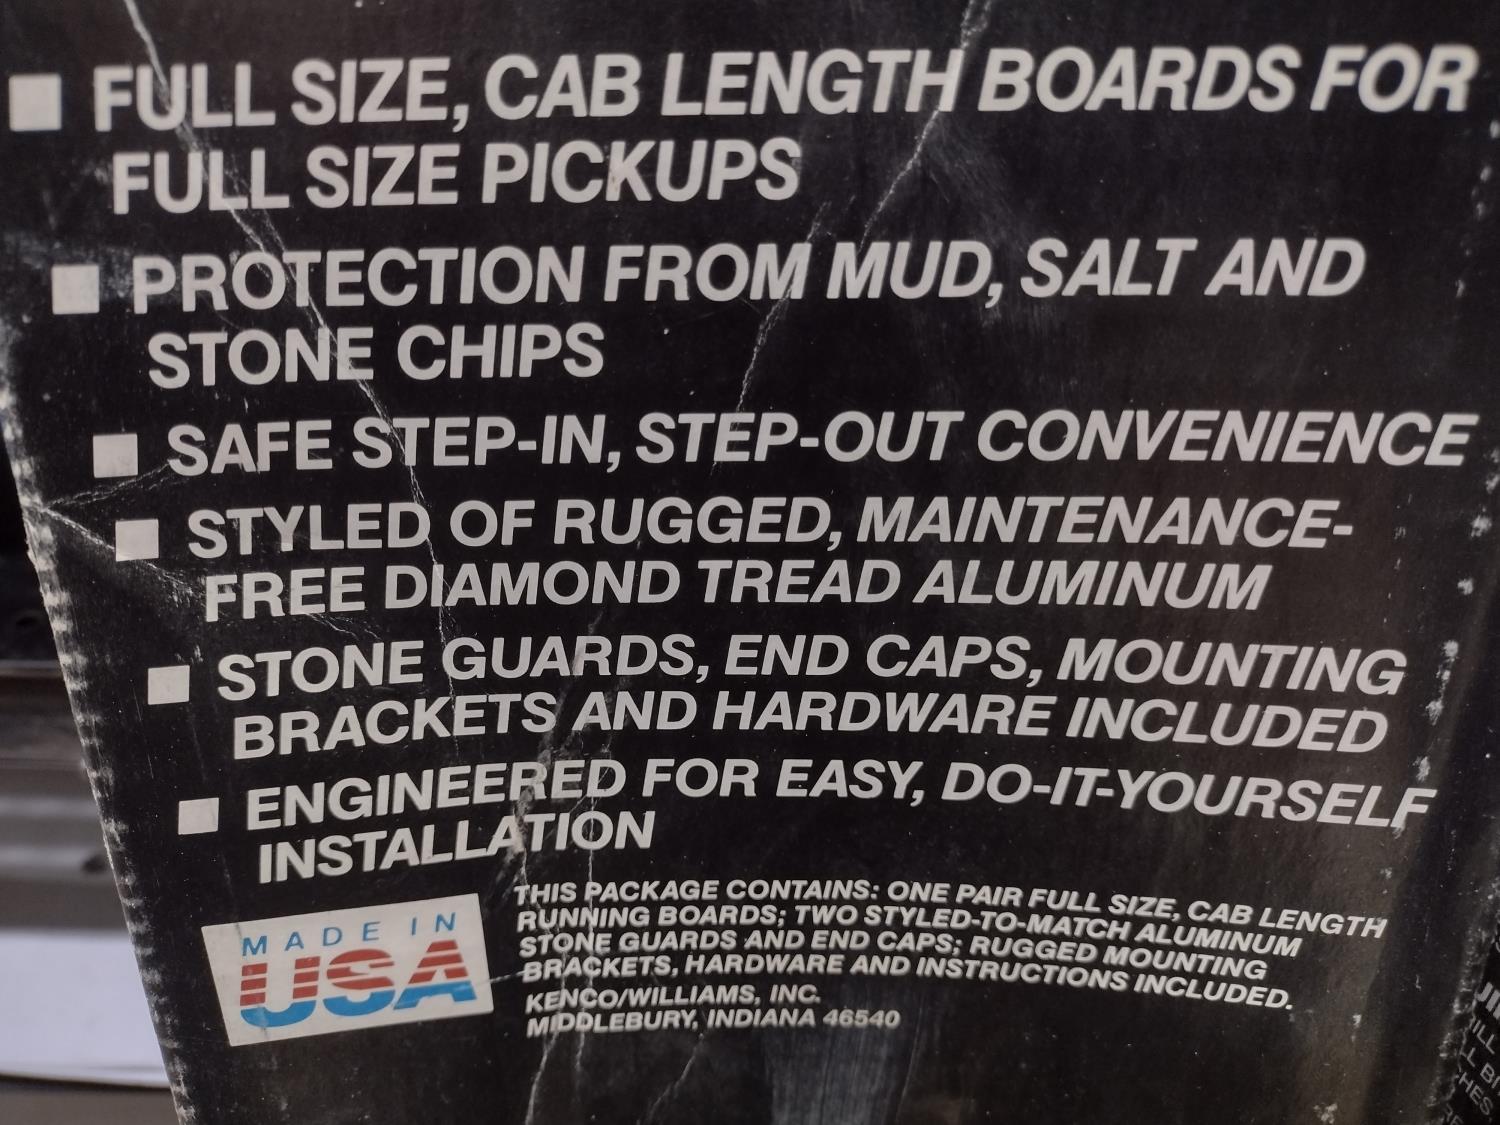 FULL SIZE, CAB LENGTH BOARDS FOR
FULL SIZE PICKUPS
PROTECTION FROM MUD, SALT AND
STONE CHIPS
SAFE STEP-IN, STEP-OUT CONVENIENCE
STYLED OF RUGGED, MAINTENANCE-
FREE DIAMOND TREAD ALUMINUM
STONE GUARDS, END CAPS, MOUNTING
BRACKETS AND HARDWARE INCLUDED
ENGINEERED FOR EASY, DO-IT-YOURSELF
INSTALLATION
MADE IN
USA
THIS PACKAGE CONTAINS: ONE PAIR FULL SIZE, CAB LENGTH
RUNNING BOARDS; TWO STYLED-TO-MATCH ALUMINUM
STONE GUARDS AND END CAPS; RUGGED MOUNTING
BRACKETS, HARDWARE AND INSTRUCTIONS INCLUDED.
KENCO/WILLIAMS, INC.
MIDDLEBURY, INDIANA 46540